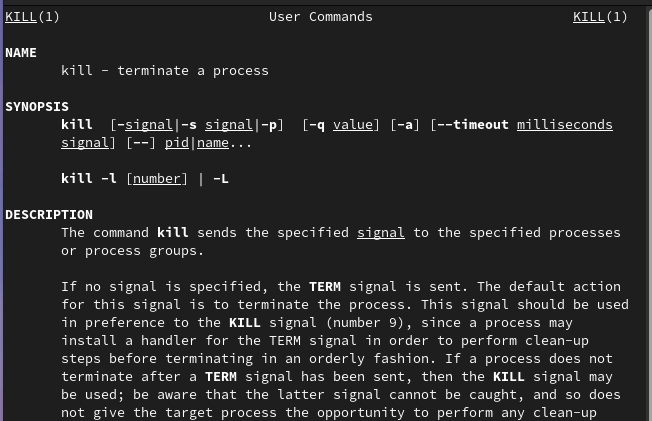 KILL(1) User Commands KILL(1)
NAME
kill - terminate a process
SYNOPSIS
kill [-signal|-s signal|-p] [-q value] [-a] [--timeout milliseconds
signal] [--] pid|name...
kill -l [number] | -L
DESCRIPTION
The command kill sends the specified signal to the specified processes
or process groups.
If no signal is specified, the TERM signal is sent. The default action
for this signal is to terminate the process. This signal should be used
in preference to the KILL signal (number 9), since a process may
install a handler for the TERM signal in order to perform clean-up
steps before terminating in an orderly fashion. If a process does not
terminate after a TERM signal has been sent, then the KILL signal may
be used; be aware that the latter signal cannot be caught, and so does
not give the target process the opportunity to perform any clean-up